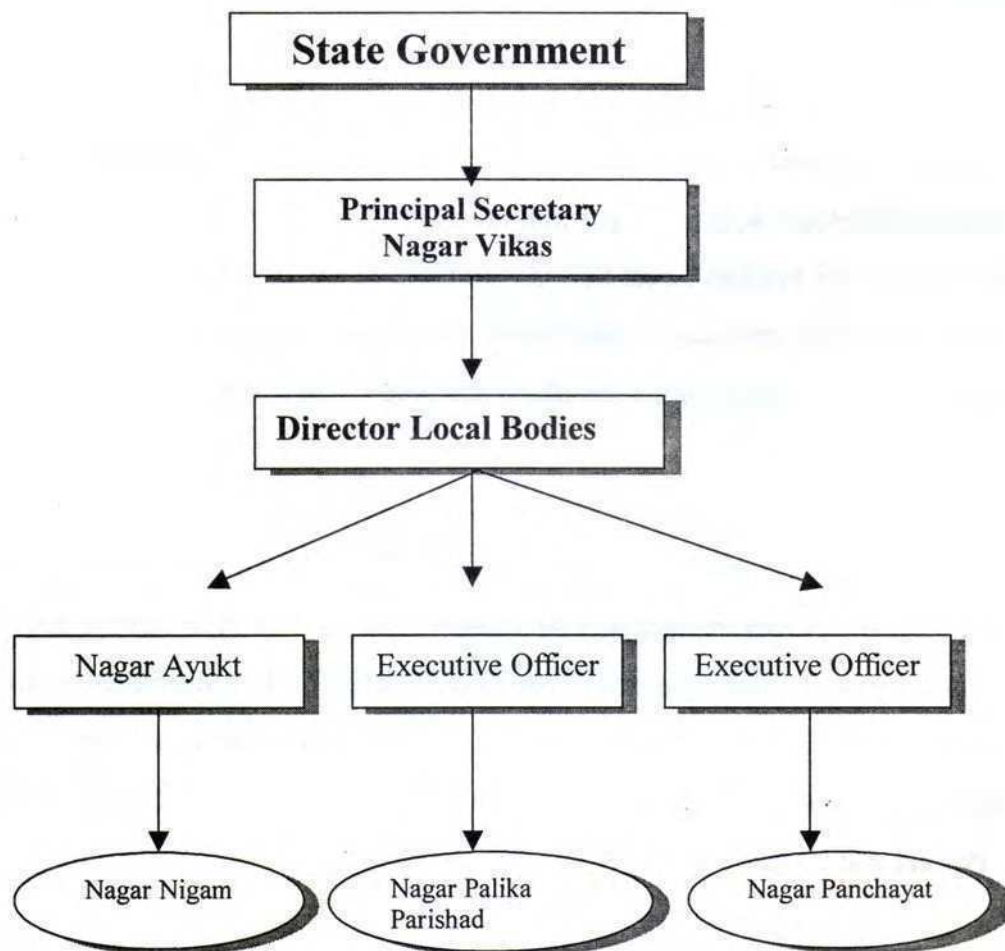 State Government
Principal Secretary
Nagar Vikas
Director Local Bodies
Nagar Ayukt
Executive Officer
Executive Officer
Nagar Nigam
Nagar Palika
Parishad
Nagar Panchayat